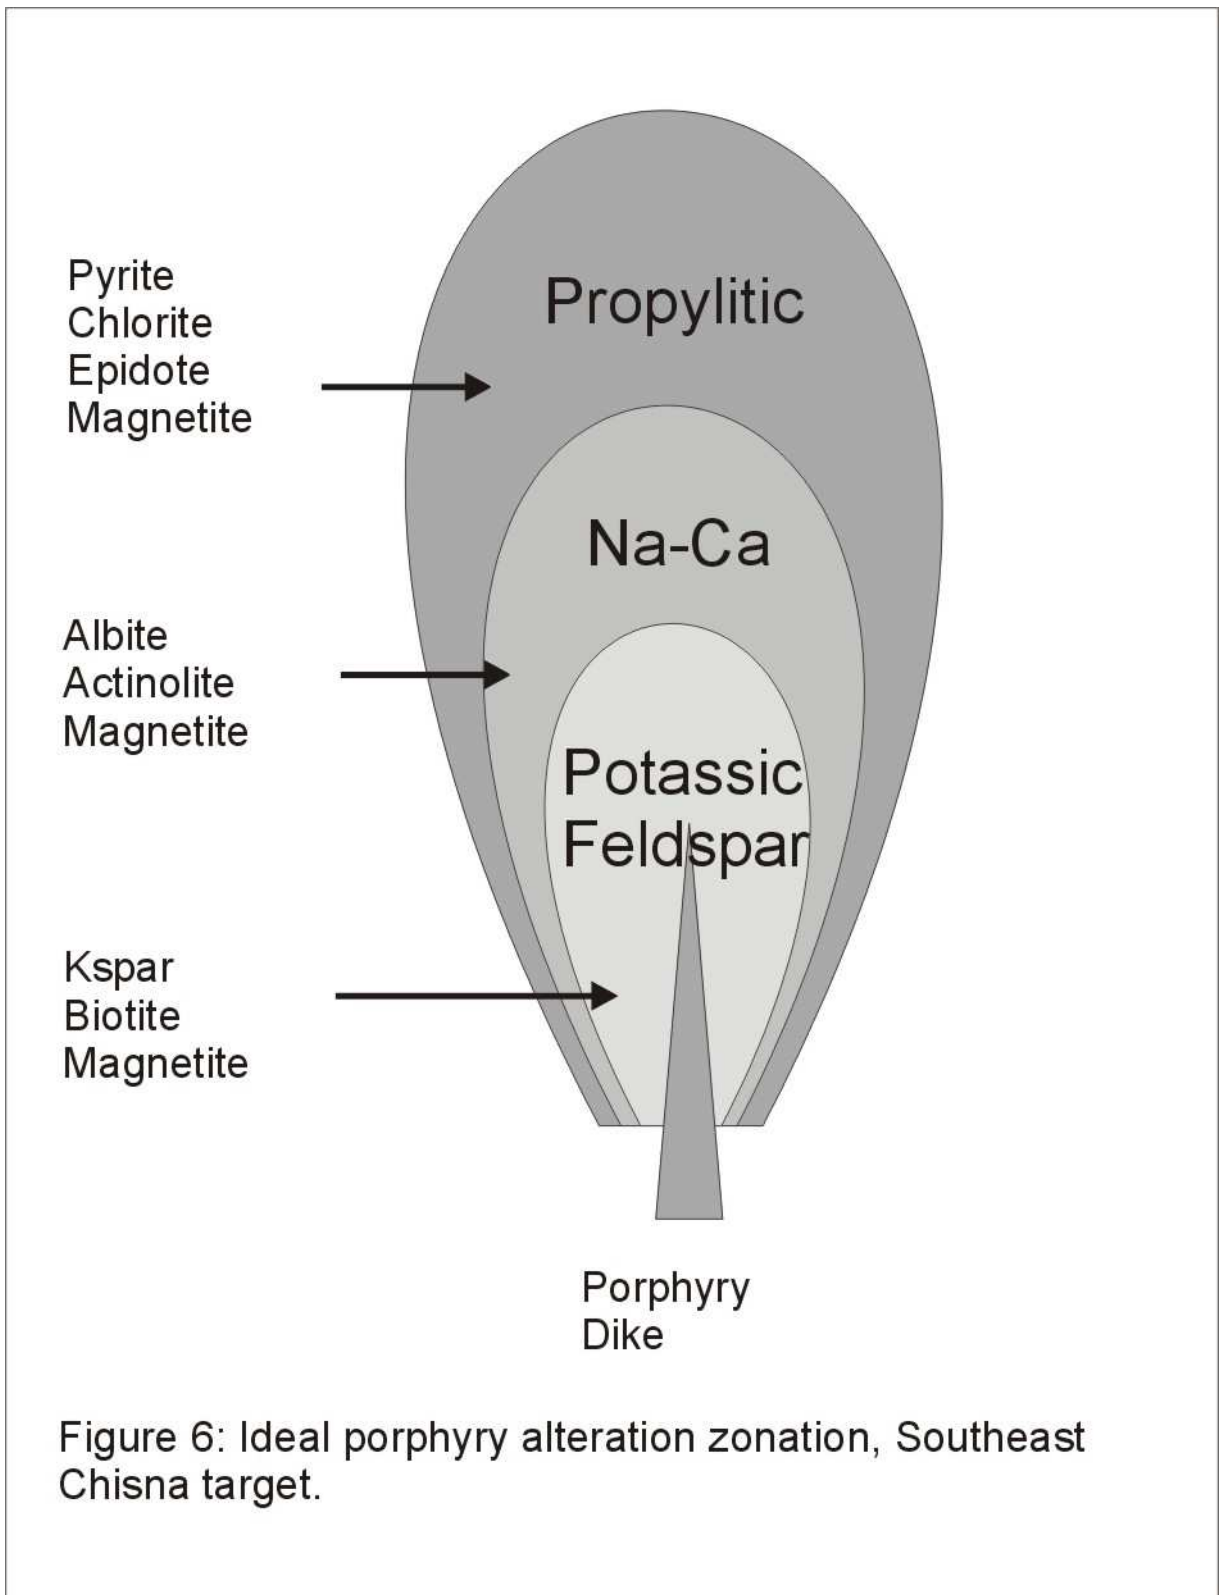 Propylitic
Pyrite
Chlorite
Epidote
Magnetite
Na-Ca
Albite
Actinolite
Magnetite
Potassic
Feldspar
Kspar
Biotite
Magnetite
Porphyry
Dike
Figure 6: Ideal porphyry alteration zonation, Southeast
Chisna target.